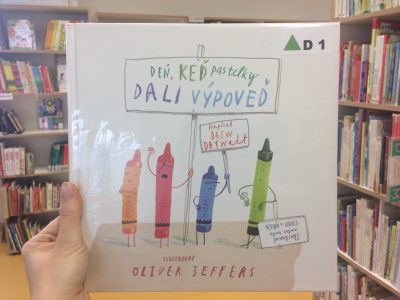 D 1
DEŇ, KEĎ pastelky
DALI VÝPOVEĎ
Napísal
DREW
DAYWALT
ILUSTROVAL
OLIVER JEFFERS